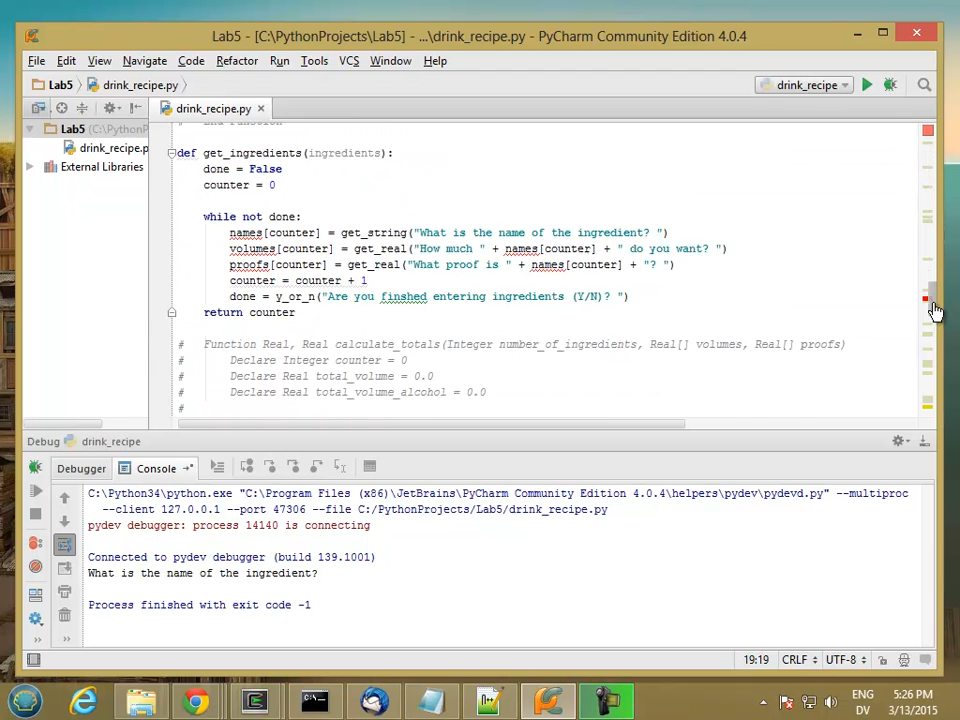 Lab5 - [C:\PythonProjects\Lab5] - ...\drink_recipe.py - PyCharm Community Edition 4.0.4
File Edit View Navigate Code Refactor Run Tools VCS Window Help
Lab5 drink_recipe.py drink_recipe
drink_recipe.py
Lab5 (C:\PythonP
drink_recipe.p
External Libraries
# End Function
def get_ingredients(ingredients):
done = False
counter = 0
while not done:
names[counter] = get_string("What is the name of the ingredient? ")
volumes[counter] = get_real("How much " + names[counter] + " do you want? ")
proofs[counter] = get_real("What proof is " + names[counter] + "? ")
counter = counter + 1
done = y_or_n("Are you finshed entering ingredients (Y/N)? ")
return counter
# Function Real, Real calculate_totals(Integer number_of_ingredients, Real[] volumes, Real[] proofs)
# Declare Integer counter = 0
# Declare Real total_volume = 0.0
# Declare Real total_volume_alcohol = 0.0
#
Debug drink_recipe
Debugger Console
C:\Python34\python.exe "C:\Program Files (x86)\JetBrains\PyCharm Community Edition 4.0.4\helpers\pydev\pydevd.py" --multiproc
--client 127.0.0.1 --port 47306 --file C:/PythonProjects/Lab5/drink_recipe.py
pydev debugger: process 14140 is connecting
Connected to pydev debugger (build 139.1001)
What is the name of the ingredient?
Process finished with exit code -1
19:19 CRLF UTF-8
ENG 5:26 PM
DV 3/13/2015